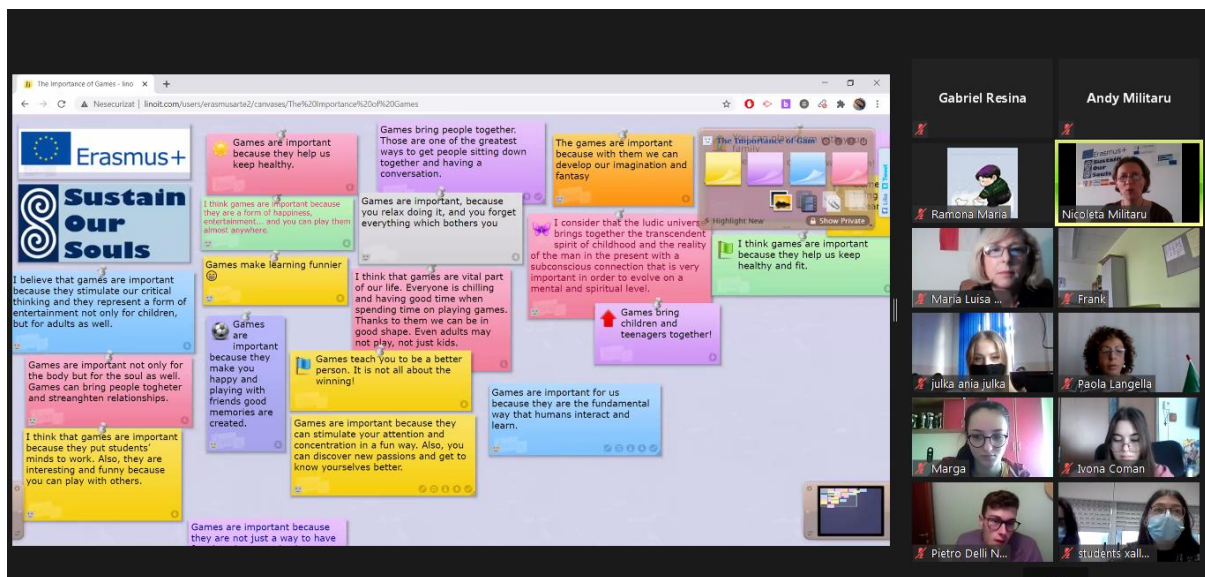 The Importance of Games - lino
Nesecurizat | linoit.com/users/erasmusarte2/canvases/The%20Importance%20of%20Games
Erasmus+
Sustain
Our
Souls
Games are important
because they help us
keep healthy.
Games bring people together.
Those are one of the greatest
ways to get people sitting down
together and having a
conversation.
The games are important
because with them we can
develop our imagination and
fantasy
The Importance of Gam
Highlight New
Show Private
I think games are important because
they are a form of happiness,
entertainment... and you can play them
almost anywhere.
Games are important, because
you relax doing it, and you forget
everything which bothers you
I consider that the ludic univers
brings together the transcendent
spirit of childhood and the reality
of the man in the present with a
subconscious connection that is very
important in order to evolve on a
mental and spiritual level.
I think games are important
because they help us keep
healthy and fit.
Games make learning funnier
I believe that games are important
because they stimulate our critical
thinking and they represent a form of
entertainment not only for children,
but for adults as well.
I think that games are vital part
of our life. Everyone is chilling
and having good time when
spending time on playing games.
Thanks to them we can be in
good shape. Even adults may
not play, not just kids.
Games bring
children and
teenagers together!
Games
are
important
because they
make you
happy and
playing with
friends good
memories are
created.
Games teach you to be a better
person. It is not all about the
winning!
Games are important not only for
the body but for the soul as well.
Games can bring people togheter
and streanghten relationships.
Games are important for us
because they are the fundamental
way that humans interact and
learn.
Games are important because they
can stimulate your attention and
concentration in a fun way. Also, you
can discover new passions and get to
know yourselves better.
I think that games are important
because they put students'
minds to work. Also, they are
interesting and funny because
you can play with others.
Games are important because
they are not just a way to have
Gabriel Resina
Andy Militaru
Ramona Maria
Nicoleta Militaru
Maria Luisa ...
Frank
julka ania julka
Paola Langella
Marga
Ivona Coman
Pietro Delli N...
students xall...